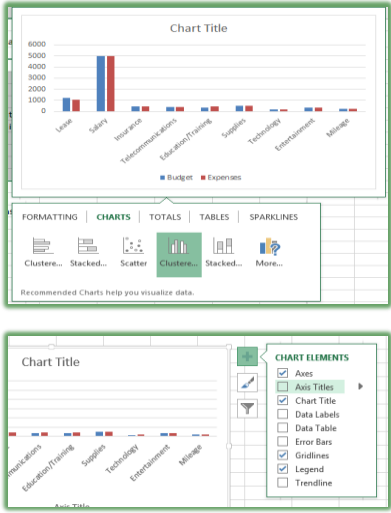 Chart Title
6000
5000
4000
3000
2000
1000
0
Lease
Salary
Insurance
Telecommunications
Education/Training
Supplies
Technology
Entertainment
Mileage
Budget Expenses
FORMATTING CHARTS TOTALS TABLES SPARKLINES
Clustere... Stacked... Scatter Clustere... Stacked... More...
Recommended Charts help you visualize data.
Chart Title
munications
Education/Training
Supplies
Technology
Entertainment
Mileage
CHART ELEMENTS
Axes
Axis Titles
Chart Title
Data Labels
Data Table
Error Bars
Gridlines
Legend
Trendline